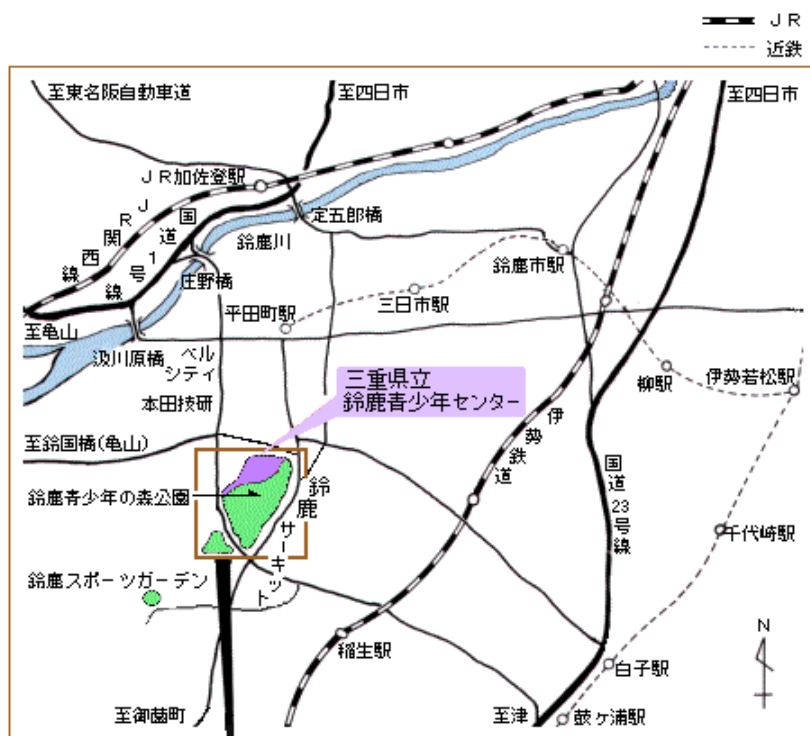 JR
近鉄
至東名阪自動車道
至四日市
至四日市
JR加佐登駅
JR関西線
国道1号線
定五郎橋
鈴鹿川
鈴鹿市駅
庄野橋
三日市駅
平田町駅
至亀山
汲川原橋
ベル
シティ
柳駅
伊勢若松駅
三重県立
鈴鹿青少年センター
本田技研
伊勢鉄道
至鈴国橋(亀山)
国道23号線
鈴鹿青少年の森公園
鈴鹿サーキット
千代崎駅
鈴鹿スポーツガーデン
N
稲生駅
白子駅
至御薗町
至津
鼓ヶ浦駅